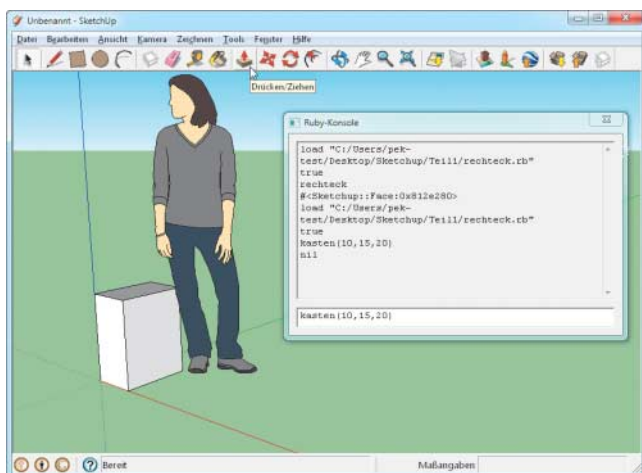 Unbenannt - SketchUp
Datei Bearbeiten Ansicht Kamera Zeichnen Tools Fenster Hilfe
Drücken/Ziehen
Ruby-Konsole
load "C:/Users/pek-
test/Desktop/Sketchup/Teil1/rechteck.rb"
true
rechteck
#<Sketchup::Face:0x812e280>
load "C:/Users/pek-
test/Desktop/Sketchup/Teil1/rechteck.rb"
true
kasten(10,15,20)
nil
kasten(10,15,20)
Bereit
Maßangaben